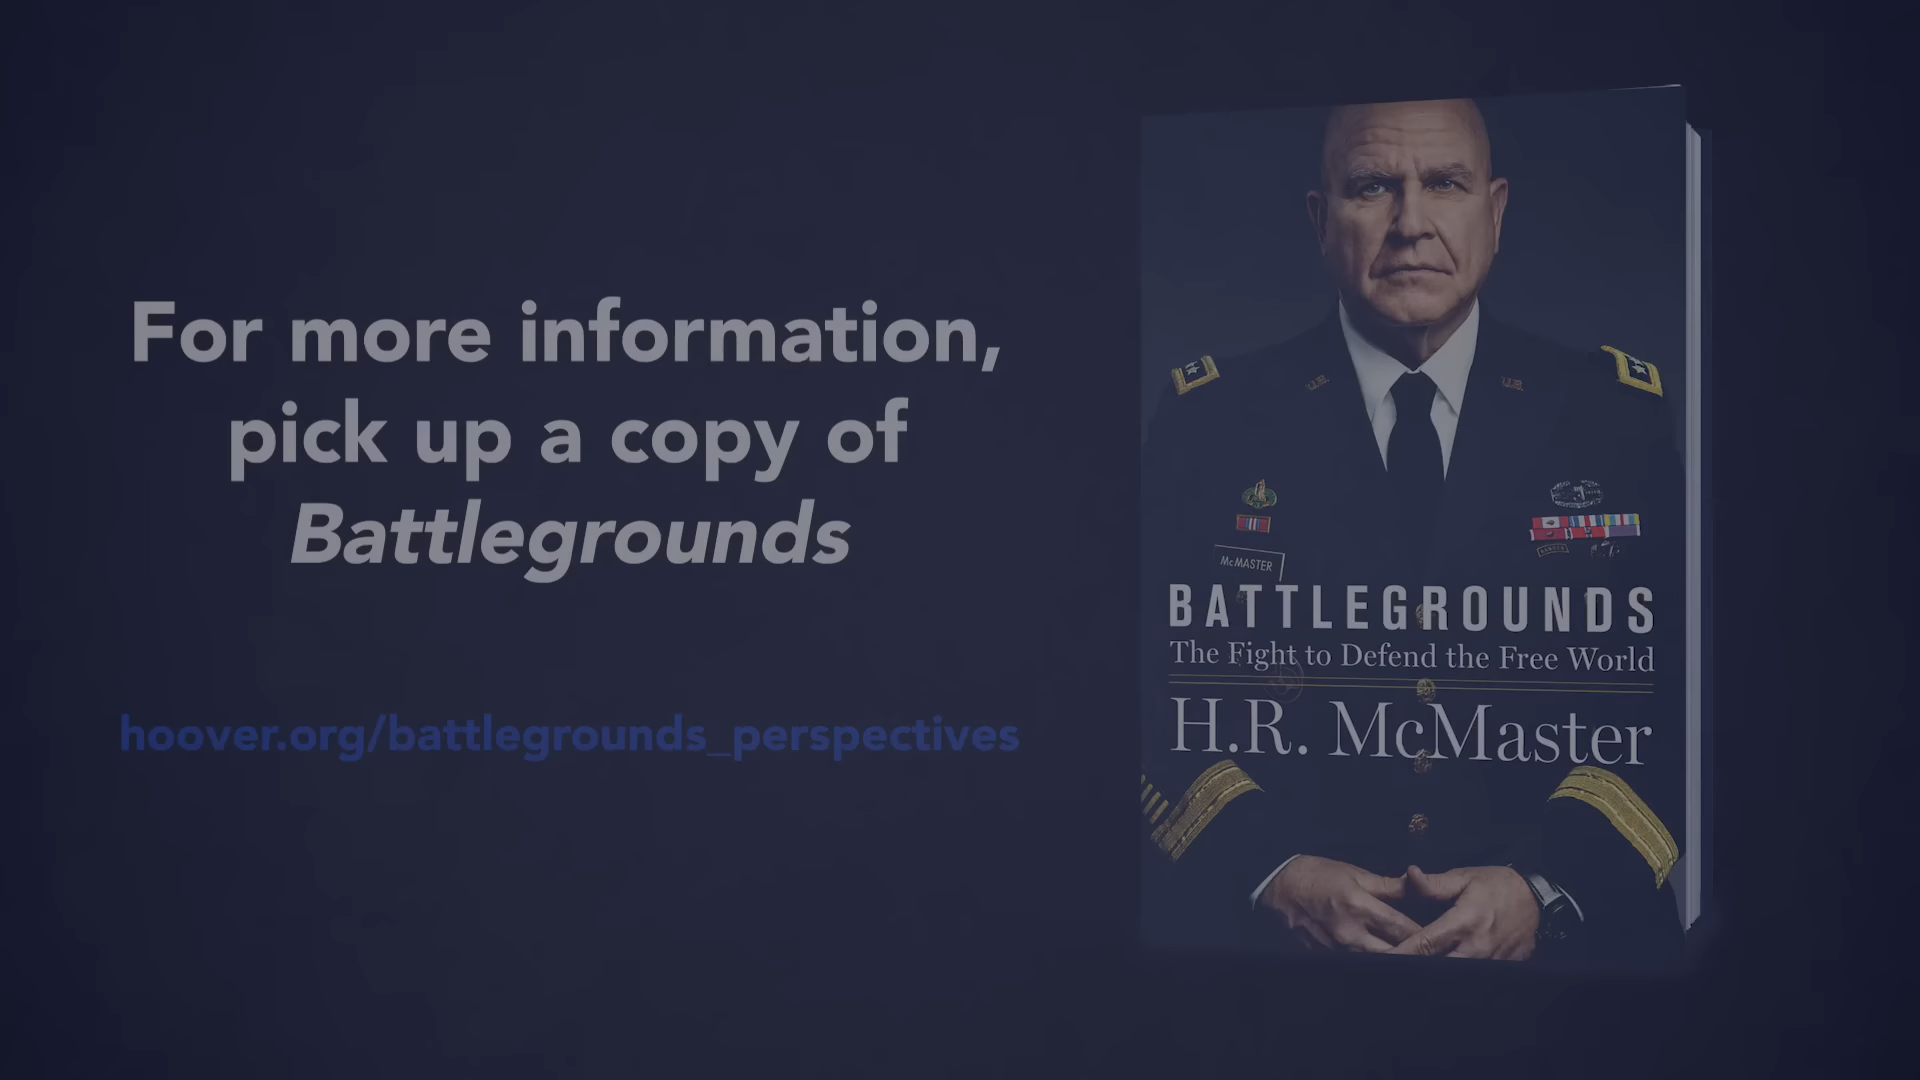 For more information,
pick up a copy of
Battlegrounds
hoover.org/battlegrounds_perspectives
U.S.
U.S.
McMASTER
RANGER
BATTLEGROUNDS
The Fight to Defend the Free World
H.R. McMaster